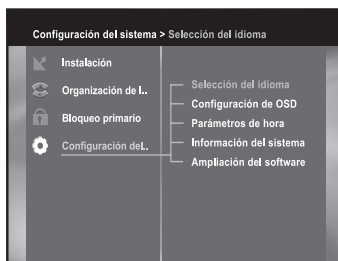 Configuración del sistema > Selección del idioma
Instalación
Organización de l..
Bloqueo primario
Configuración del..
Selección del idioma
Configuración de OSD
Parámetros de hora
Información del sistema
Ampliación del software